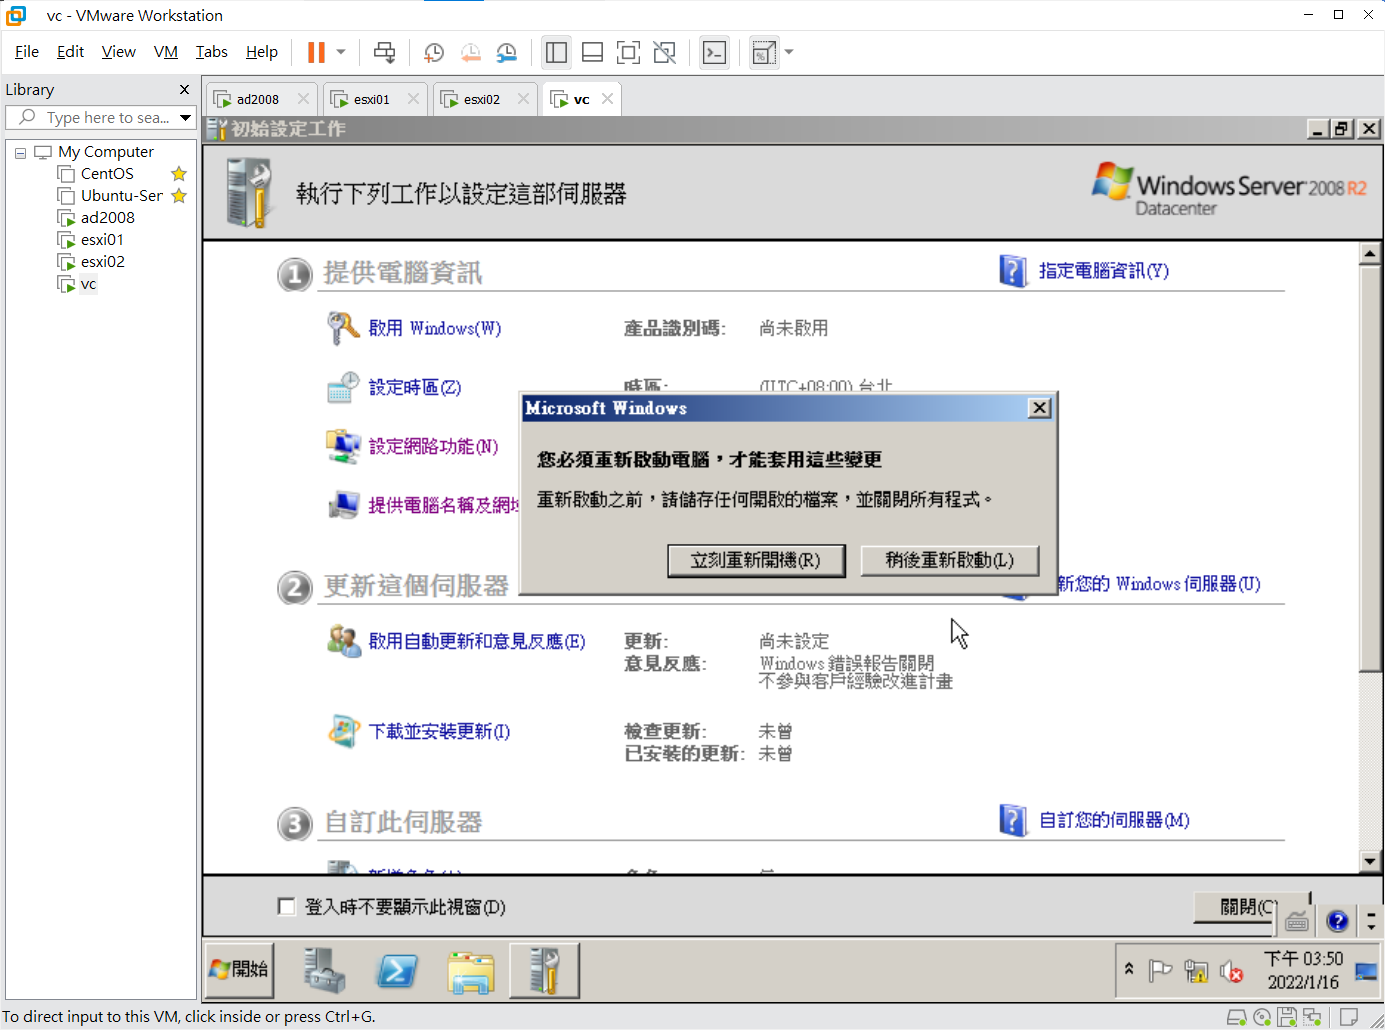 vc - VMware Workstation
File Edit View VM Tabs Help
Library
Type here to sea...
My Computer
CentOS
Ubuntu-Ser
ad2008
esxi01
esxi02
vc
ad2008 esxi01 esxi02 vc
初始設定工作
執行下列工作以設定這部伺服器
Windows Server 2008 R2
Datacenter
1 提供電腦資訊
指定電腦資訊(Y)
啟用 Windows(W) 產品識別碼: 尚未啟用
設定時區(Z) 時區: (UTC+08:00) 台北
設定網路功能(N)
提供電腦名稱及網域
Microsoft Windows
您必須重新啟動電腦，才能套用這些變更
重新啟動之前，請儲存任何開啟的檔案，並關閉所有程式。
立刻重新開機(R) 稍後重新啟動(L)
2 更新這個伺服器
新您的 Windows 伺服器(U)
啟用自動更新和意見反應(E) 更新: 尚未設定
意見反應: Windows 錯誤報告關閉
不參與客戶經驗改進計畫
下載並安裝更新(I) 檢查更新: 未曾
已安裝的更新: 未曾
3 自訂此伺服器
自訂您的伺服器(M)
登入時不要顯示此視窗(D)
關閉(C)
開始
下午 03:50
2022/1/16
To direct input to this VM, click inside or press Ctrl+G.